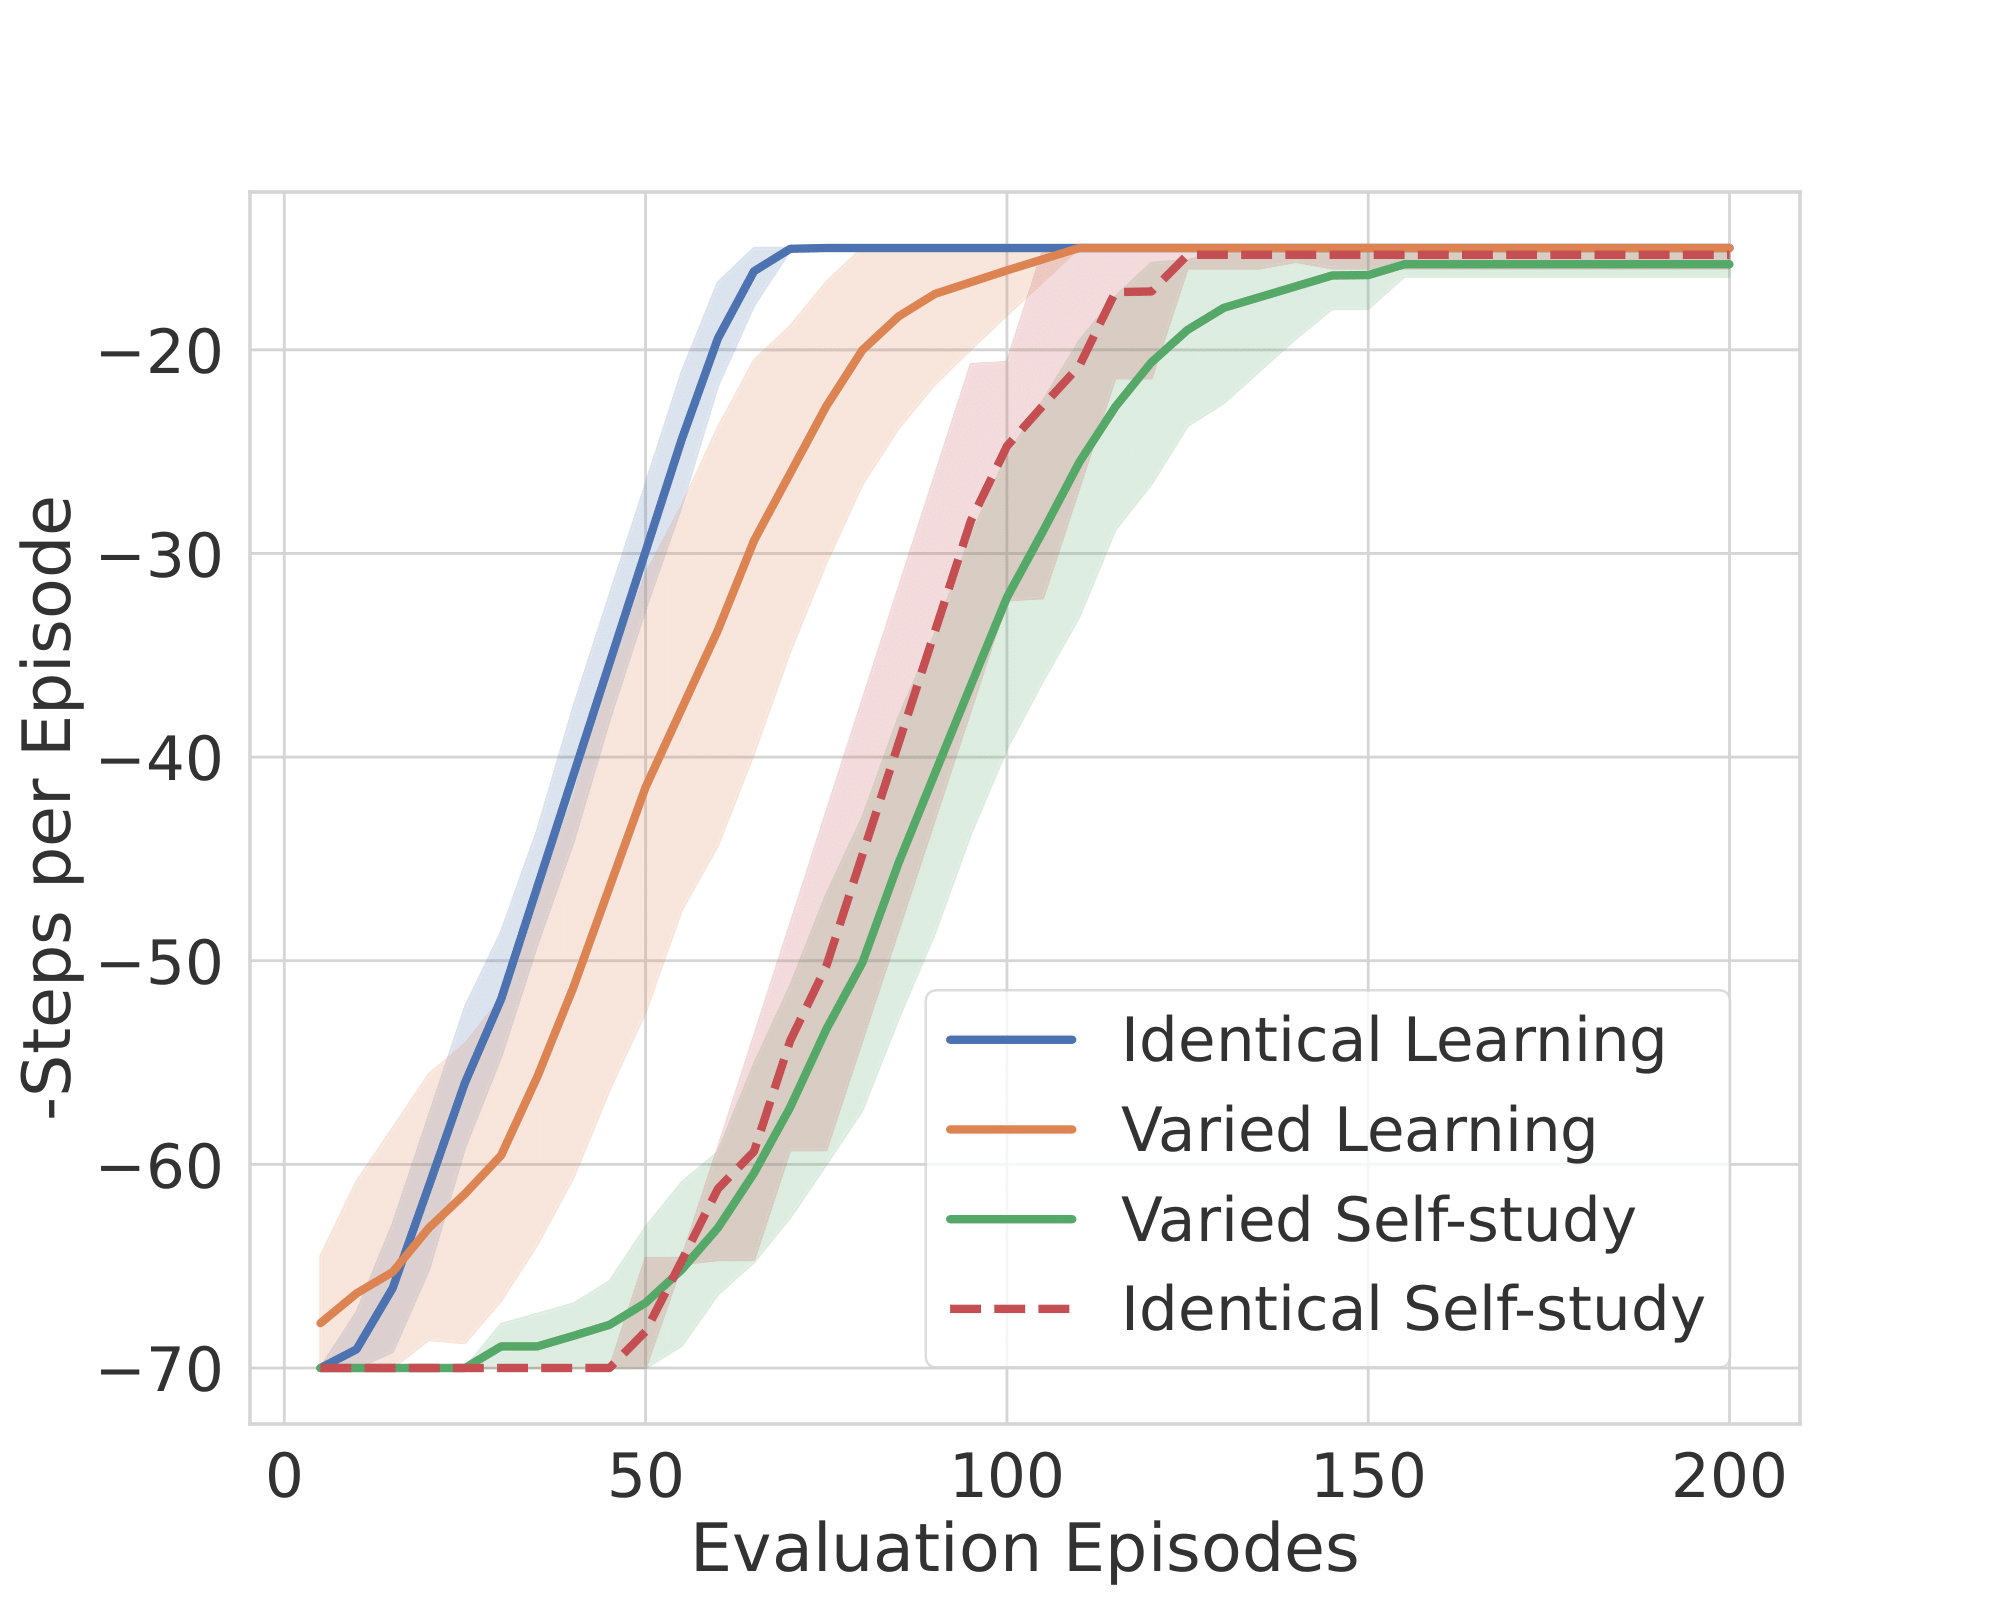 -Steps per Episode
−20
−30
−40
−50
−60
−70
Identical Learning
Varied Learning
Varied Self-study
Identical Self-study
0 50 100 150 200
Evaluation Episodes